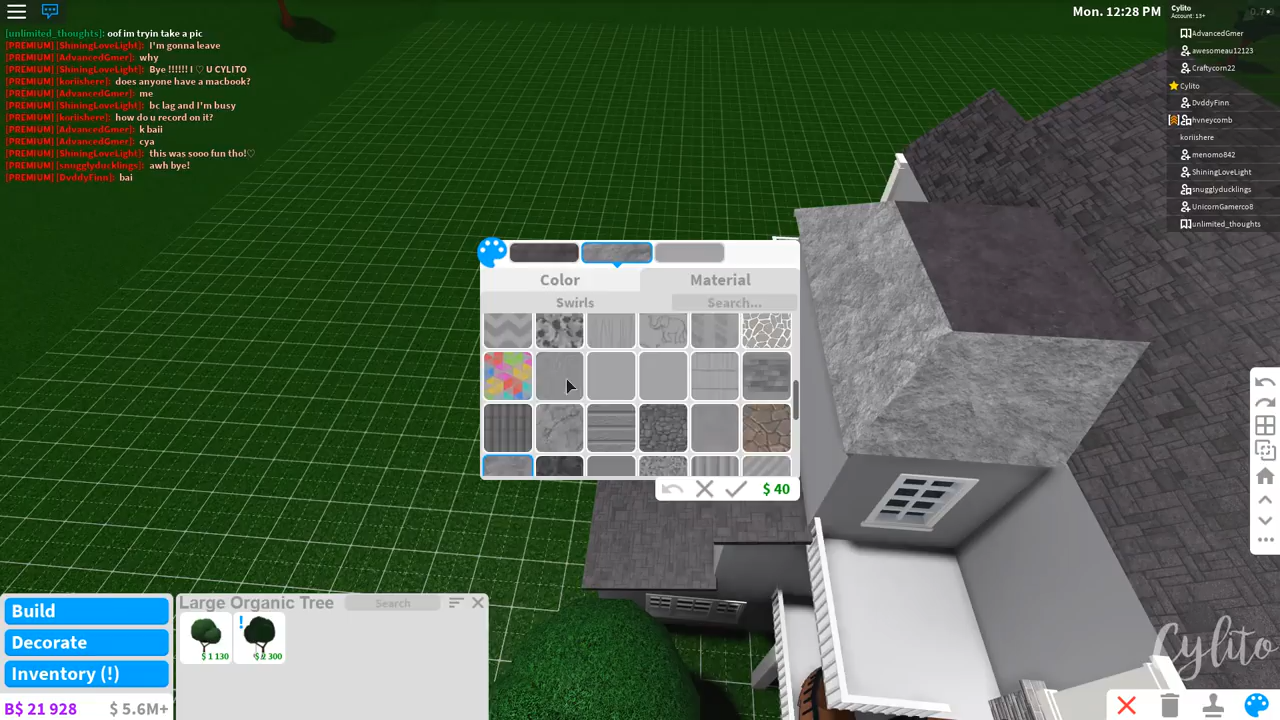 Mon. 12:28 PM
Cylito
Account: 13+
[unlimited_thoughts]: oof im tryin take a pic
[PREMIUM] [ShiningLoveLight]: I'm gonna leave
[PREMIUM] [AdvancedGmer]: why
[PREMIUM] [ShiningLoveLight]: Bye !!!!!! I ♡ U CYLITO
[PREMIUM] [koriishere]: does anyone have a macbook?
[PREMIUM] [AdvancedGmer]: me
[PREMIUM] [ShiningLoveLight]: bc lag and I'm busy
[PREMIUM] [koriishere]: how do u record on it?
[PREMIUM] [AdvancedGmer]: k baii
[PREMIUM] [AdvancedGmer]: cya
[PREMIUM] [ShiningLoveLight]: this was sooo fun tho!♡
[PREMIUM] [snugglyducklings]: awh bye!
[PREMIUM] [DvddyFinn]: bai
AdvancedGmer
awesomeau12123
Craftycorn22
Cylito
DvddyFinn
hvneycomb
koriishere
menomo842
ShiningLoveLight
snugglyducklings
UnicornGamerco8
unlimited_thoughts
Color
Material
Swirls
Search...
$ 40
Build
Decorate
Inventory (!)
B$ 21 928
$ 5.6M+
Large Organic Tree
Search
$ 1 130
!
Cylito